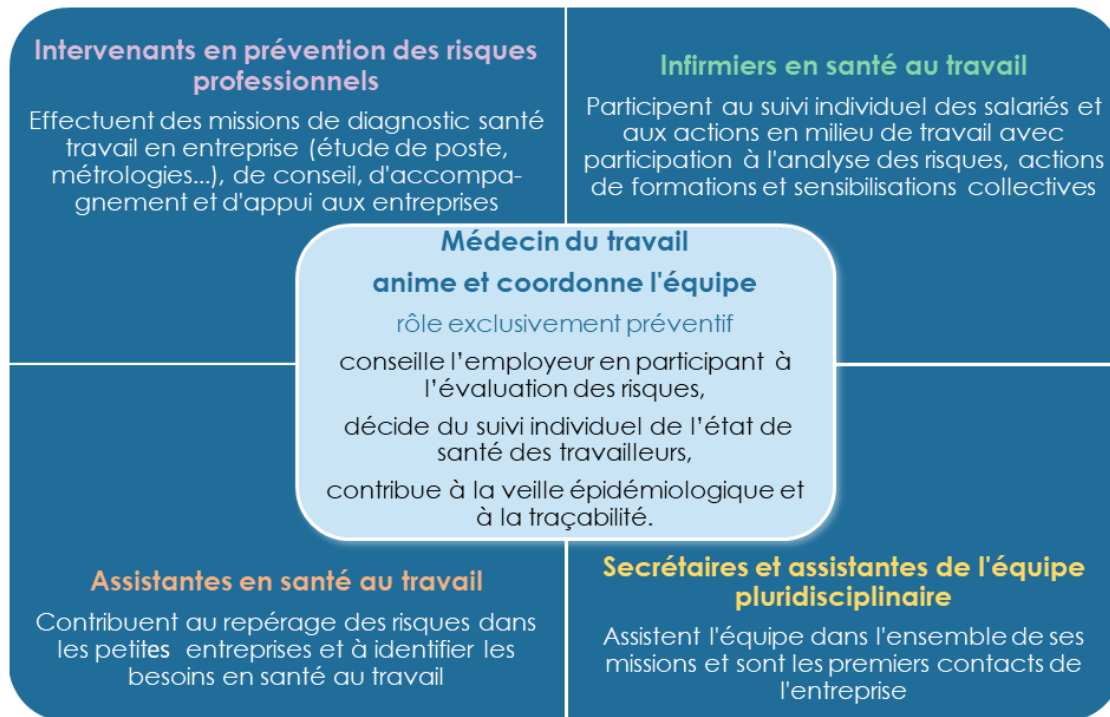 Intervenants en prévention des risques
professionnels
Effectuent des missions de diagnostic santé
travail en entreprise (étude de poste,
métrologies...), de conseil, d'accompa-
gnement et d'appui aux entreprises
Infirmiers en santé au travail
Participent au suivi individuel des salariés et
aux actions en milieu de travail avec
participation à l'analyse des risques, actions
de formations et sensibilisations collectives
Médecin du travail
anime et coordonne l'équipe
rôle exclusivement préventif
conseille l’employeur en participant à
l’évaluation des risques,
décide du suivi individuel de l’état de
santé des travailleurs,
contribue à la veille épidémiologique et
à la traçabilité.
Assistantes en santé au travail
Contribuent au repérage des risques dans
les petites entreprises et à identifier les
besoins en santé au travail
Secrétaires et assistantes de l'équipe
pluridisciplinaire
Assistent l'équipe dans l'ensemble de ses
missions et sont les premiers contacts de
l'entreprise